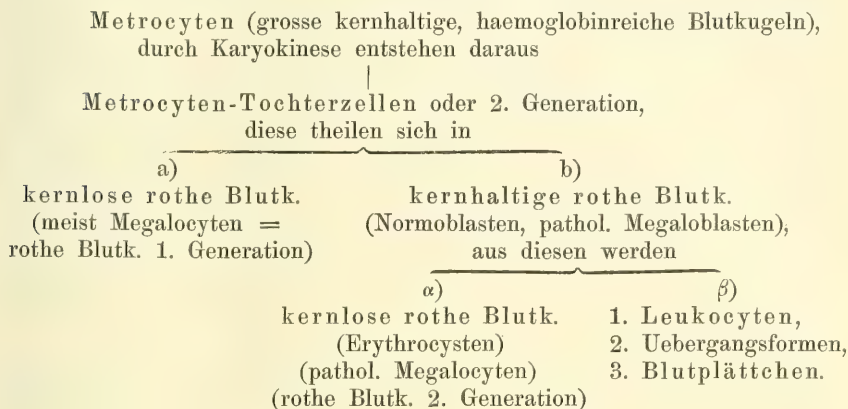 Metrocyten (grosse kernhaltige, haemoglobinreiche Blutkugeln),
durch Karyokinese entstehen daraus
Metrocyten-Tochterzellen oder 2. Generation,
diese theilen sich in
a)
kernlose rothe Blutk.
(meist Megalocyten =
rothe Blutk. 1. Generation)
b)
kernhaltige rothe Blutk.
(Normoblasten, pathol. Megaloblasten),
aus diesen werden
α)
kernlose rothe Blutk.
(Erythrocysten)
(pathol. Megalocyten)
(rothe Blutk. 2. Generation)
β)
1. Leukocyten,
2. Uebergangsformen,
3. Blutplättchen.